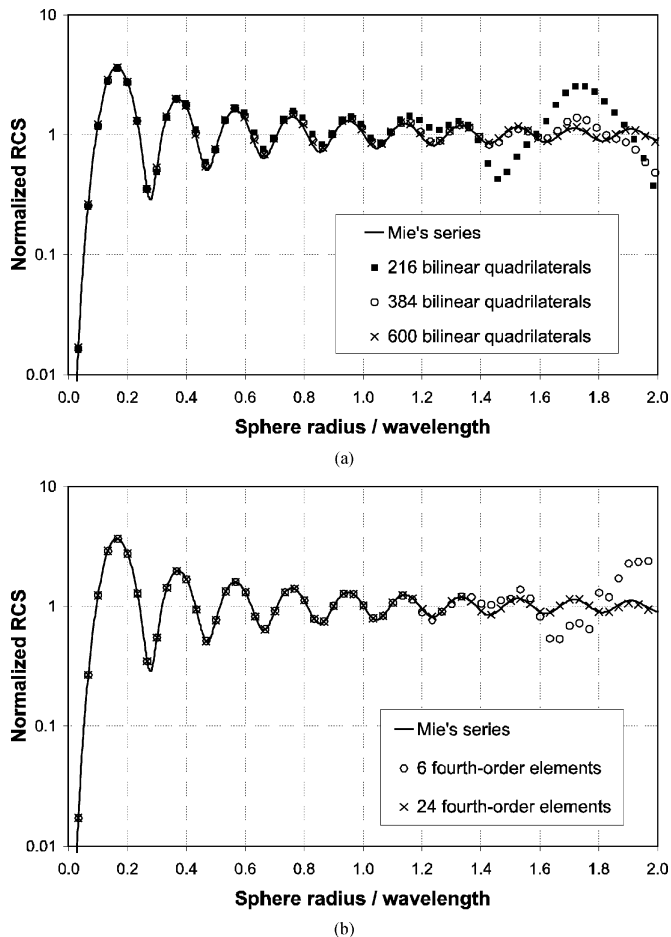 10
1
0.1
0.01
Normalized RCS
Mie's series
216 bilinear quadrilaterals
384 bilinear quadrilaterals
600 bilinear quadrilaterals
0.0 0.2 0.4 0.6 0.8 1.0 1.2 1.4 1.6 1.8 2.0
Sphere radius / wavelength
(a)
10
1
0.1
0.01
Normalized RCS
Mie's series
6 fourth-order elements
24 fourth-order elements
0.0 0.2 0.4 0.6 0.8 1.0 1.2 1.4 1.6 1.8 2.0
Sphere radius / wavelength
(b)